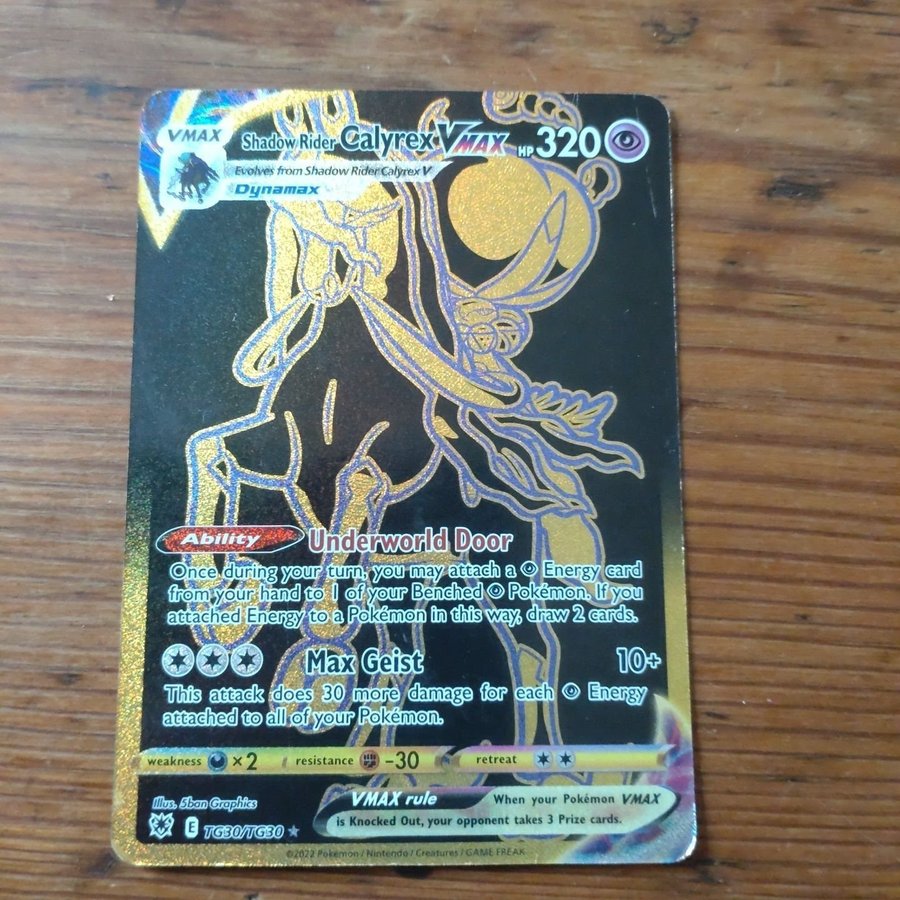 VMAX
Shadow Rider Calyrex VMAX HP 320
Evolves from Shadow Rider Calyrex V
Dynamax
Ability Underworld Door
Once during your turn, you may attach a Energy card
from your hand to 1 of your Benched Pokémon. If you
attached Energy to a Pokémon in this way, draw 2 cards.
Max Geist 10+
This attack does 30 more damage for each Energy
attached to all of your Pokémon.
weakness ×2 resistance -30 retreat
Illus. 5ban Graphics
VMAX rule When your Pokémon VMAX
is Knocked Out, your opponent takes 3 Prize cards.
E TG30/TG30
©2022 Pokémon / Nintendo / Creatures / GAME FREAK